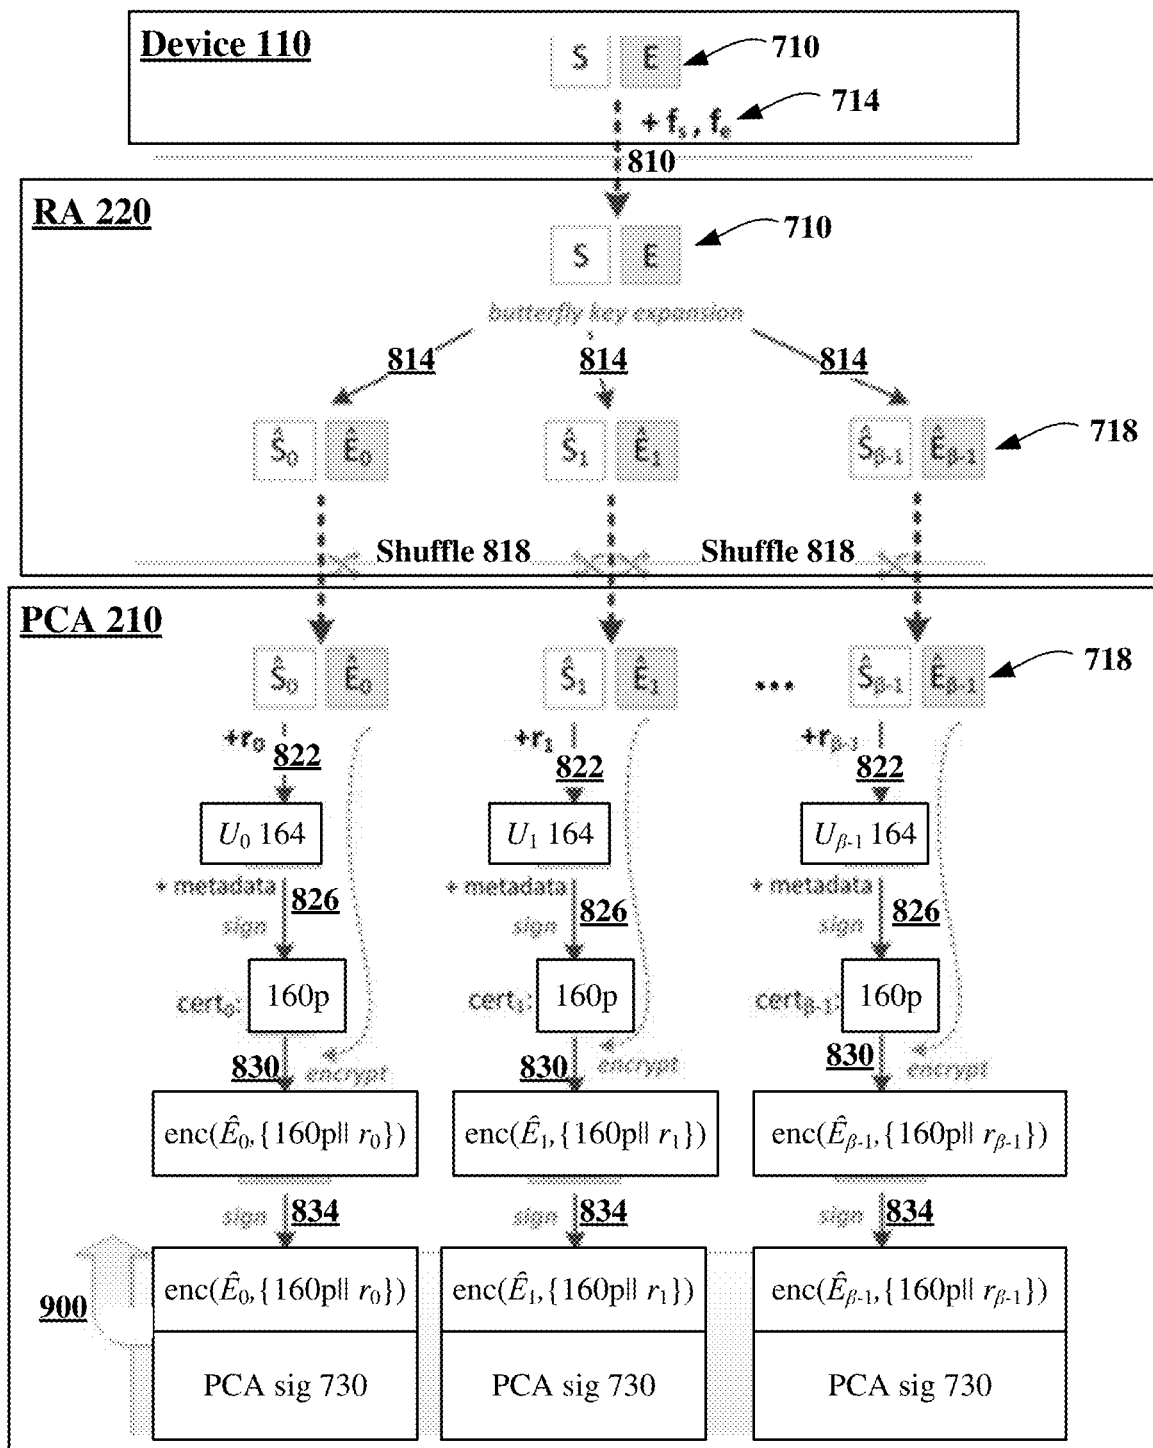 Device 110
S E 710
+ fs, fe 714
810
RA 220
S E 710
butterfly key expansion
814 814 814
Ŝ0 Ê0 Ŝ1 Ê1 Ŝβ-1 Êβ-1 718
Shuffle 818 Shuffle 818
PCA 210
Ŝ0 Ê0 Ŝ1 Ê1 ... Ŝβ-1 Êβ-1 718
+r0 +r1 +rβ-1
822 822 822
U0 164 U1 164 Uβ-1 164
+ metadata + metadata + metadata
826 826 826
sign sign sign
cert0: 160p cert1: 160p certβ-1: 160p
830 encrypt 830 encrypt 830 encrypt
enc(Ê0,{160p|| r0}) enc(Ê1,{160p|| r1}) enc(Êβ-1,{160p|| rβ-1})
sign 834 sign 834 sign 834
900 enc(Ê0,{160p|| r0}) enc(Ê1,{160p|| r1}) enc(Êβ-1,{160p|| rβ-1})
PCA sig 730 PCA sig 730 PCA sig 730